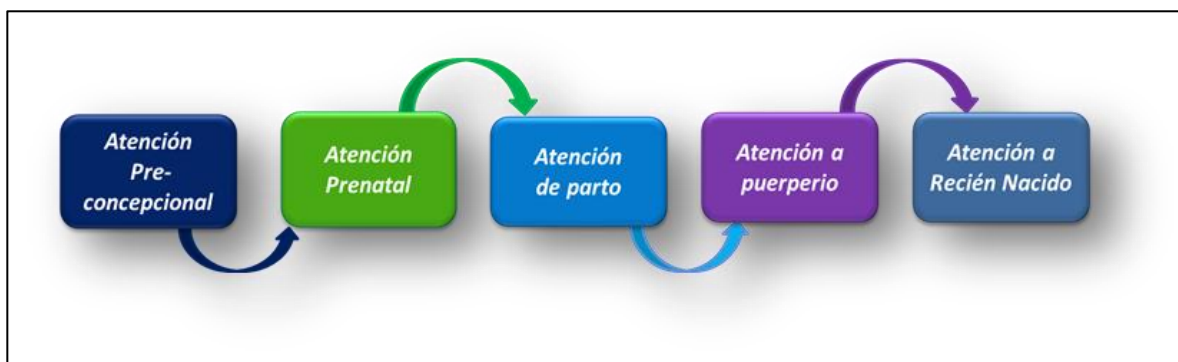 Atención
Pre-
concepcional
Atención
Prenatal
Atención
de parto
Atención a
puerperio
Atención a
Recién Nacido